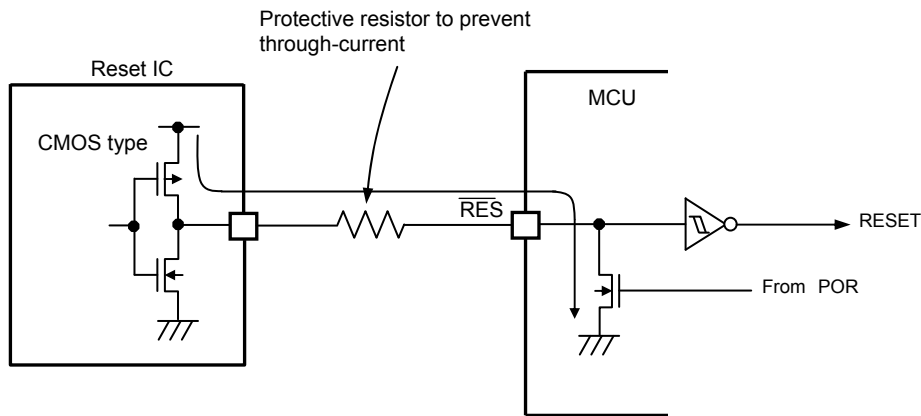 Protective resistor to prevent
through-current
Reset IC
MCU
CMOS type
RES
RESET
From POR